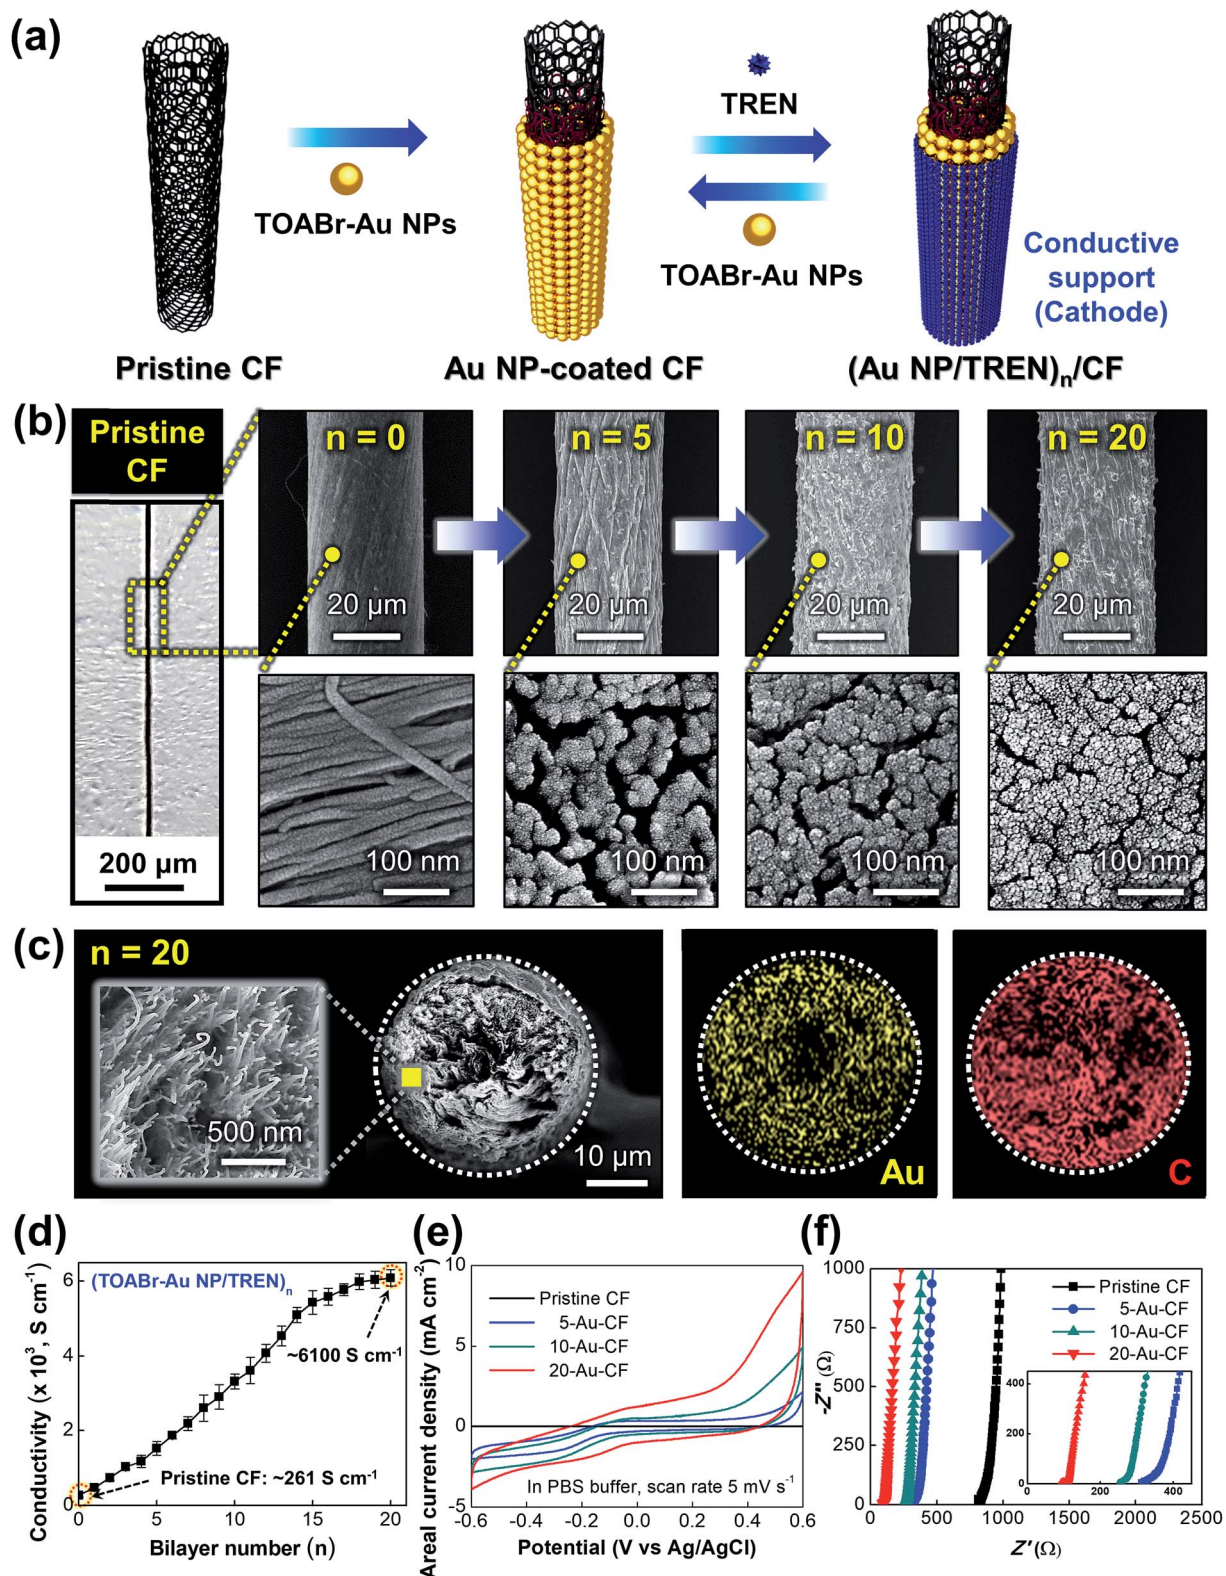 (a)
TREN
TOABr-Au NPs
TOABr-Au NPs
Conductive
support
(Cathode)
Pristine CF
Au NP-coated CF
(Au NP/TREN)n/CF
(b)
Pristine
CF
n = 0
n = 5
n = 10
n = 20
20 µm
20 µm
20 µm
20 µm
200 µm
100 nm
100 nm
100 nm
100 nm
(c)
n = 20
500 nm
10 µm
Au
C
(d)
Conductivity (x 10³, S cm⁻¹)
6
4
2
0
(TOABr-Au NP/TREN)n
~6100 S cm⁻¹
Pristine CF: ~261 S cm⁻¹
0 5 10 15 20
Bilayer number (n)
(e)
Areal current density (mA cm⁻²)
10
5
0
-5
Pristine CF
5-Au-CF
10-Au-CF
20-Au-CF
In PBS buffer, scan rate 5 mV s⁻¹
-0.6 -0.4 -0.2 0.0 0.2 0.4 0.6
Potential (V vs Ag/AgCl)
(f)
-Z″ (Ω)
1000
750
500
250
0
Pristine CF
5-Au-CF
10-Au-CF
20-Au-CF
400
200
0
0 200 400
0 500 1000 1500 2000 2500
Z′ (Ω)